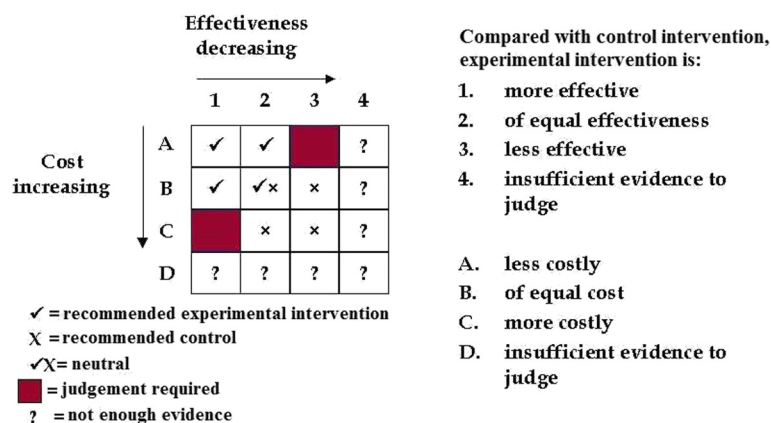 Effectiveness
decreasing
Compared with control intervention,
experimental intervention is:
1. more effective
2. of equal effectiveness
3. less effective
4. insufficient evidence to
judge
A. less costly
B. of equal cost
C. more costly
D. insufficient evidence to
judge
1 2 3 4
Cost
increasing
A ✓ ✓ ?
B ✓ ✓× × ?
C × × ?
D ? ? ? ?
✓ = recommended experimental intervention
X = recommended control
✓X= neutral
= judgement required
? = not enough evidence